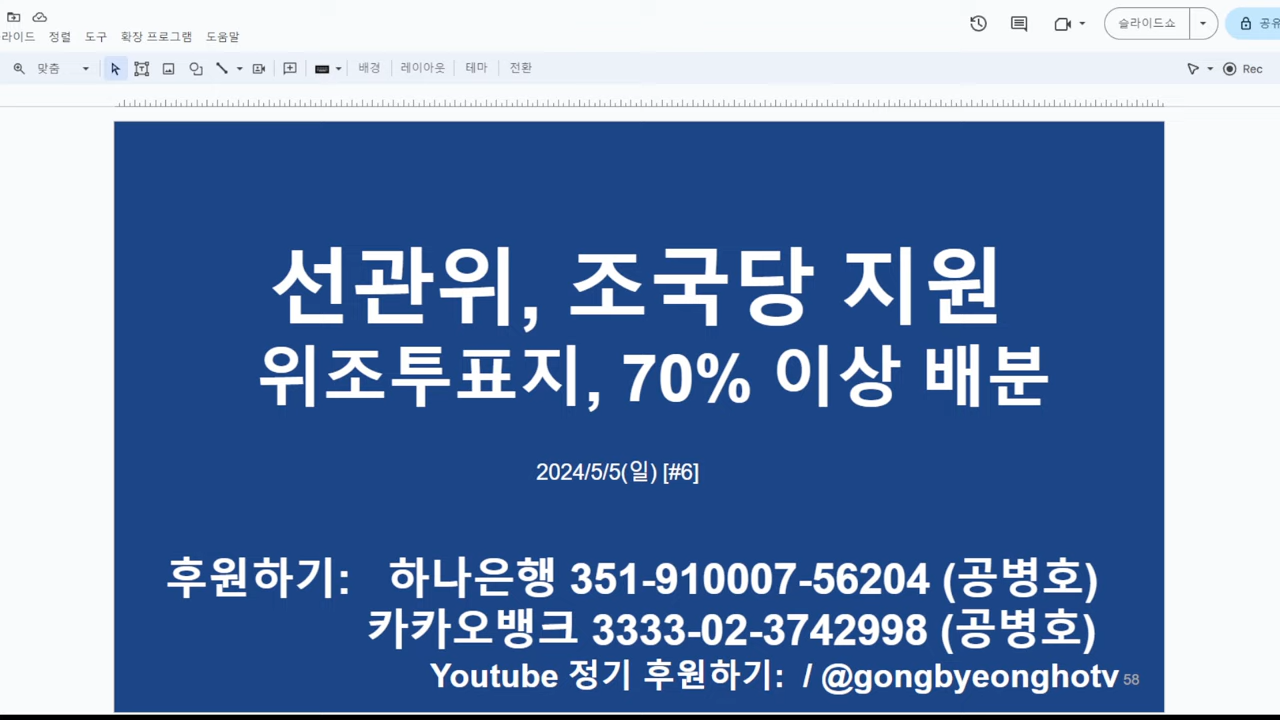 라이드 정렬 도구 확장 프로그램 도움말
슬라이드쇼 공유
맞춤 배경 레이아웃 테마 전환 Rec
선관위, 조국당 지원
위조투표지, 70% 이상 배분
2024/5/5(일) [#6]
후원하기: 하나은행 351-910007-56204 (공병호)
카카오뱅크 3333-02-3742998 (공병호)
Youtube 정기 후원하기: / @gongbyeonghotv 58